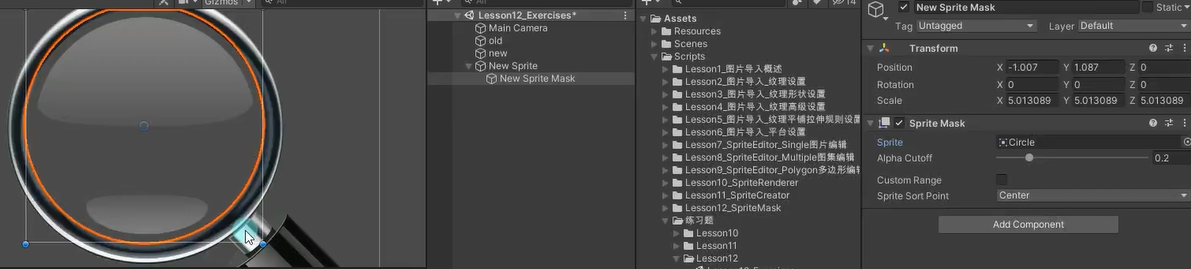 Gizmos
All
14
Lesson12_Exercises*
Main Camera
old
new
New Sprite
New Sprite Mask
Assets
Resources
Scenes
Scripts
Lesson1_图片导入概述
Lesson2_图片导入_纹理设置
Lesson3_图片导入_纹理形状设置
Lesson4_图片导入_纹理高级设置
Lesson5_图片导入_纹理平铺拉伸规则设置
Lesson6_图片导入_平台设置
Lesson7_SpriteEditor_Single图片编辑
Lesson8_SpriteEditor_Multiple图集编辑
Lesson9_SpriteEditor_Polygon多边形编辑
Lesson10_SpriteRenderer
Lesson11_SpriteCreator
Lesson12_SpriteMask
练习题
Lesson10
Lesson11
Lesson12
New Sprite Mask Static
Tag Untagged Layer Default
Transform
Position X -1.007 Y 1.087 Z 0
Rotation X 0 Y 0 Z 0
Scale X 5.013089 Y 5.013089 Z 5.013089
Sprite Mask
Sprite Circle
Alpha Cutoff 0.2
Custom Range
Sprite Sort Point Center
Add Component